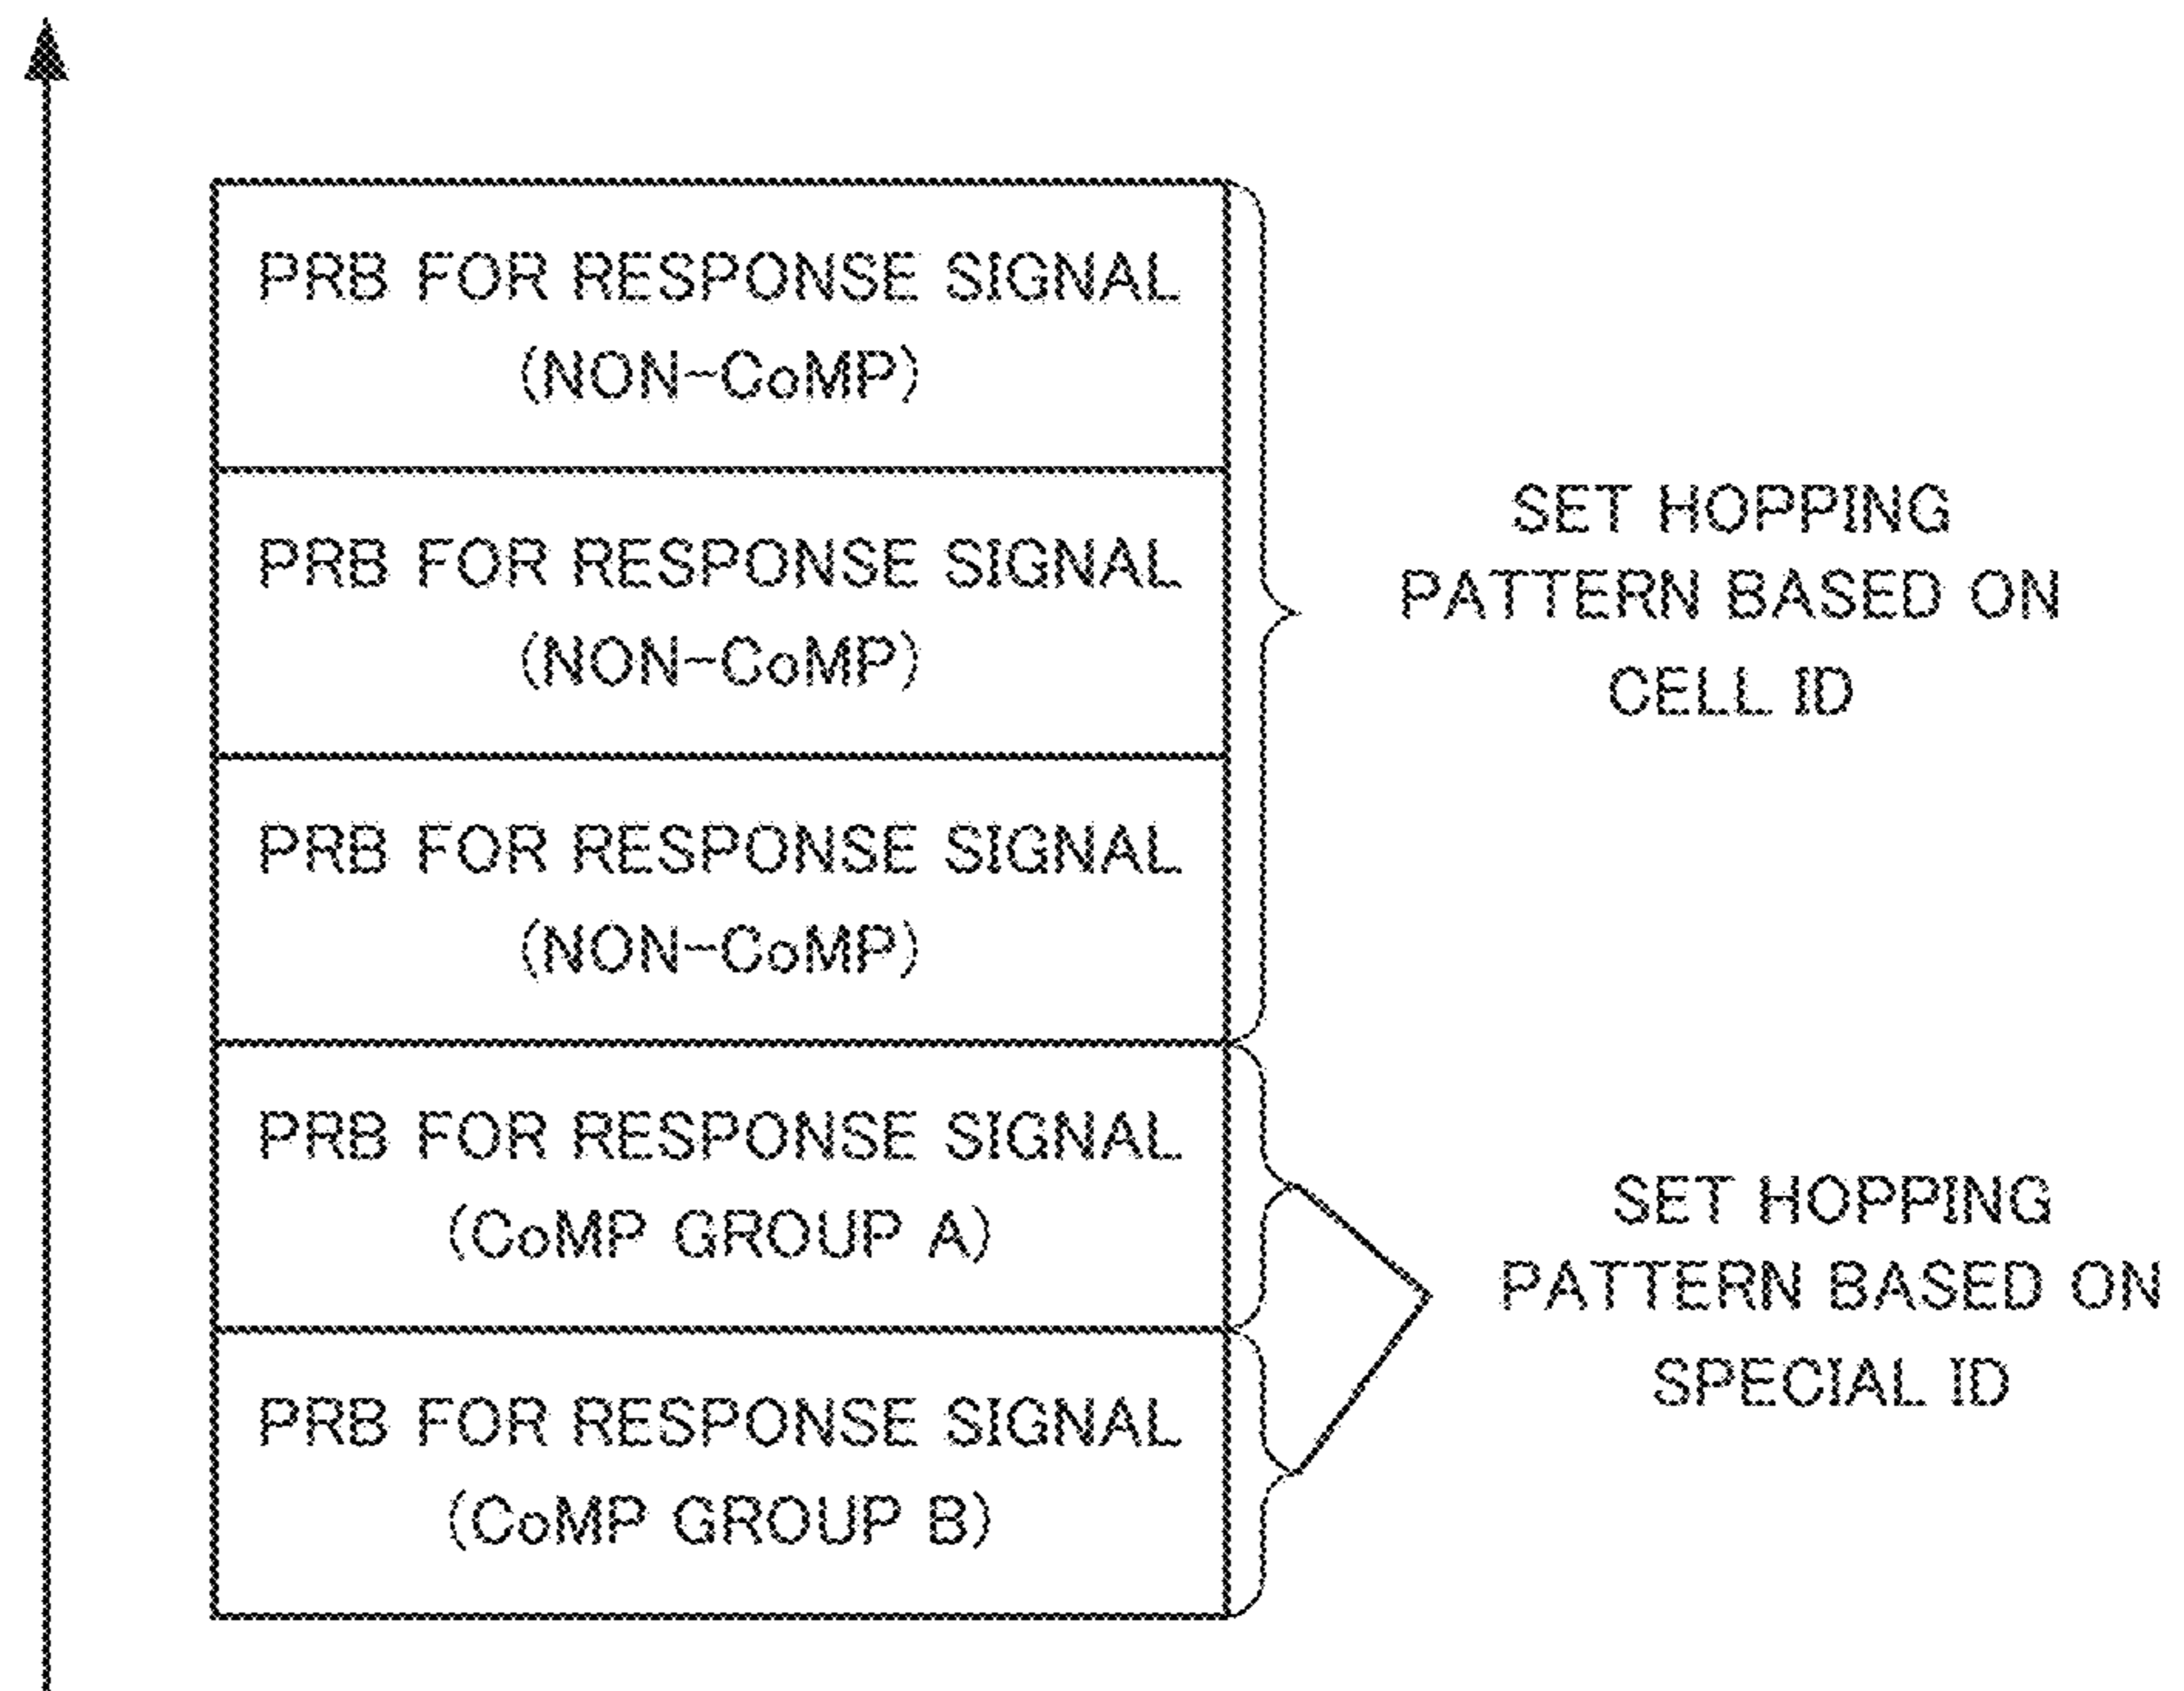 PRB FOR RESPONSE SIGNAL
(NON-CoMP)
PRB FOR RESPONSE SIGNAL
(NON-CoMP)
PRB FOR RESPONSE SIGNAL
(NON-CoMP)
SET HOPPING
PATTERN BASED ON
CELL ID
PRB FOR RESPONSE SIGNAL
(CoMP GROUP A)
PRB FOR RESPONSE SIGNAL
(CoMP GROUP B)
SET HOPPING
PATTERN BASED ON
SPECIAL ID